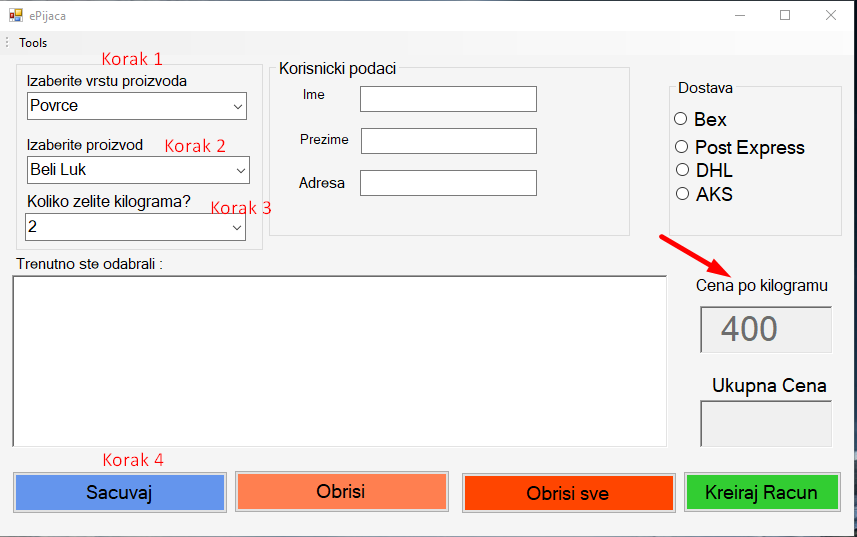 ePijaca
Tools
Korak 1
Izaberite vrstu proizvoda
Povrce
Izaberite proizvod
Korak 2
Beli Luk
Koliko zelite kilograma?
Korak 3
2
Korisnicki podaci
Ime
Prezime
Adresa
Dostava
Bex
Post Express
DHL
AKS
Trenutno ste odabrali :
Cena po kilogramu
400
Ukupna Cena
Korak 4
Sacuvaj
Obrisi
Obrisi sve
Kreiraj Racun